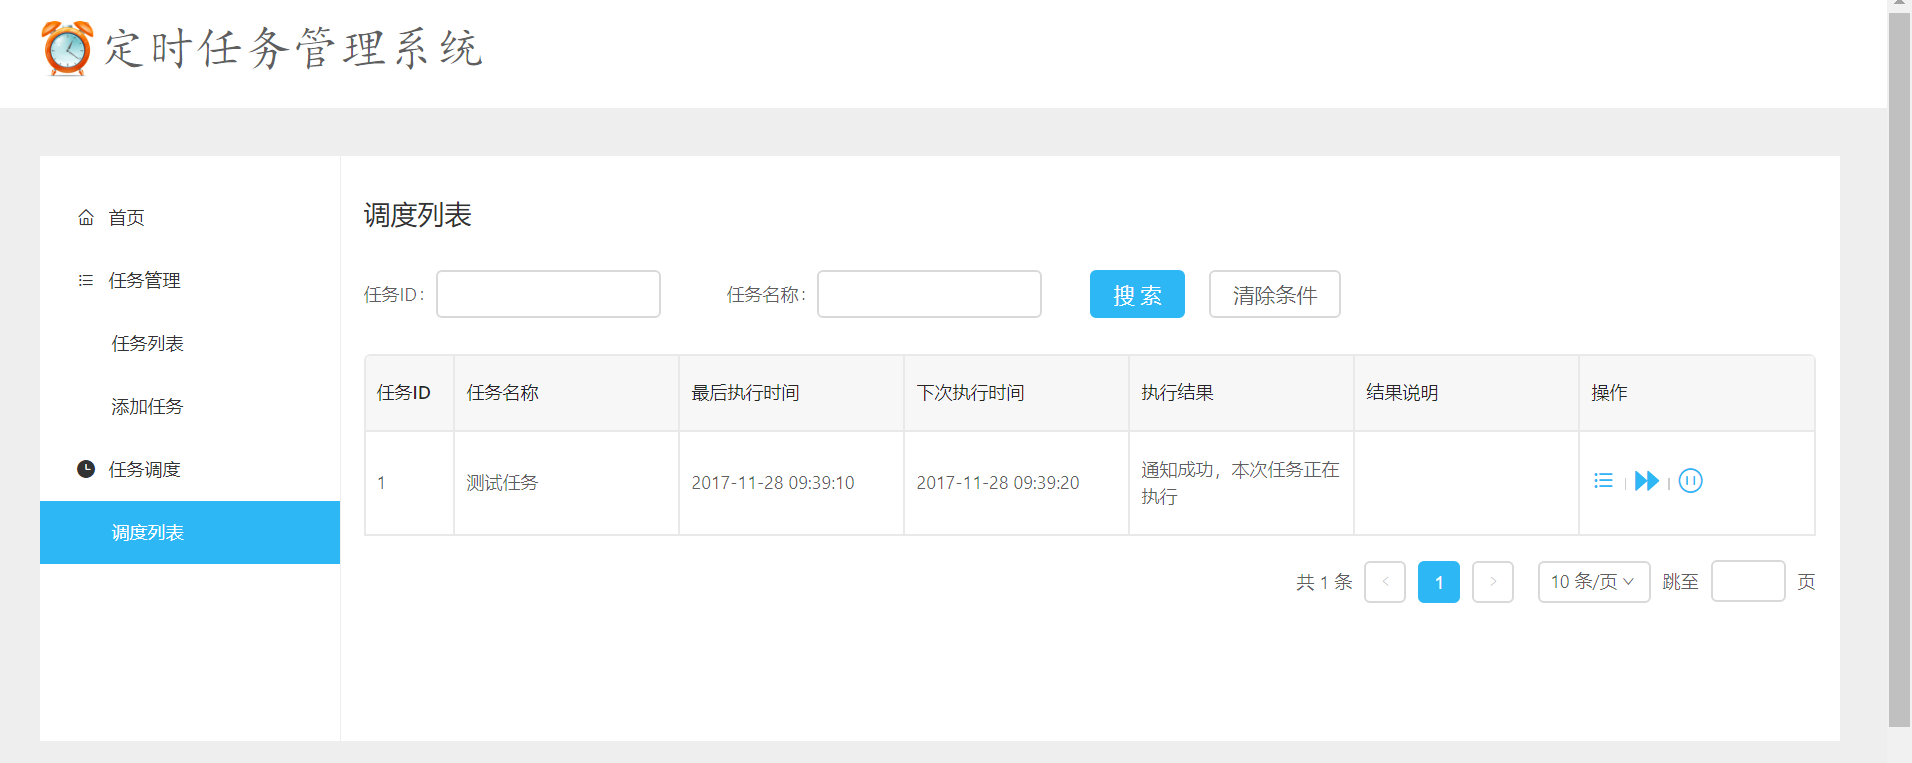 定时任务管理系统
首页
任务管理
任务列表
添加任务
任务调度
调度列表
调度列表
任务ID： 任务名称： 搜 索 清除条件
任务ID 任务名称 最后执行时间 下次执行时间 执行结果 结果说明 操作
1 测试任务 2017-11-28 09:39:10 2017-11-28 09:39:20 通知成功，本次任务正在
执行
共 1 条 < 1 > 10 条/页 跳至 页